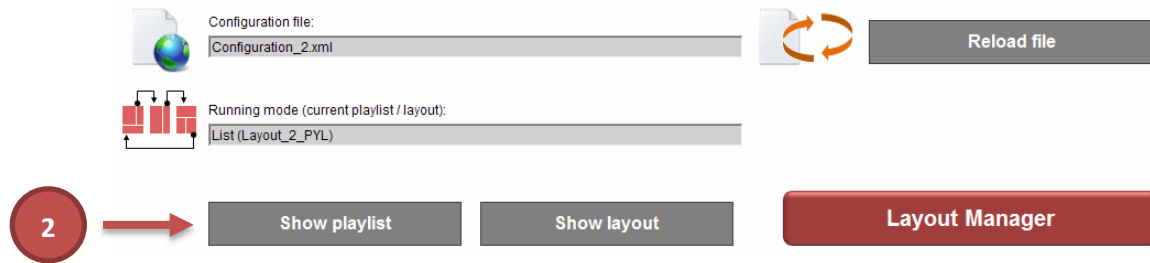 Configuration file:
Configuration_2.xml
Reload file
Running mode (current playlist / layout):
List (Layout_2_PYL)
2
Show playlist
Show layout
Layout Manager